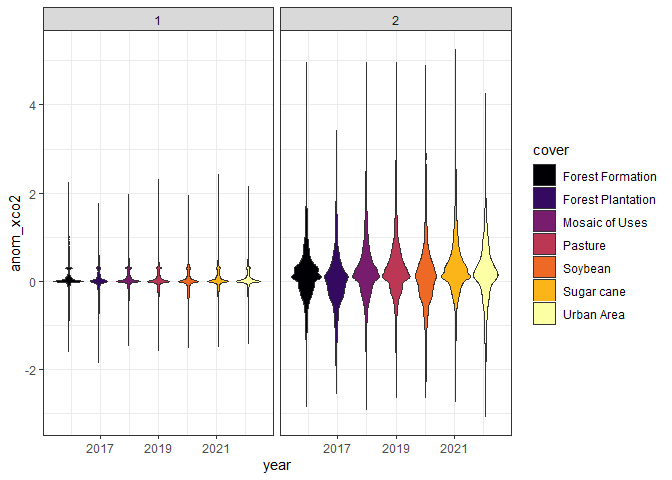 1
2
anom_xco2
4
2
0
-2
2017
2019
2021
2017
2019
2021
year
cover
Forest Formation
Forest Plantation
Mosaic of Uses
Pasture
Soybean
Sugar cane
Urban Area